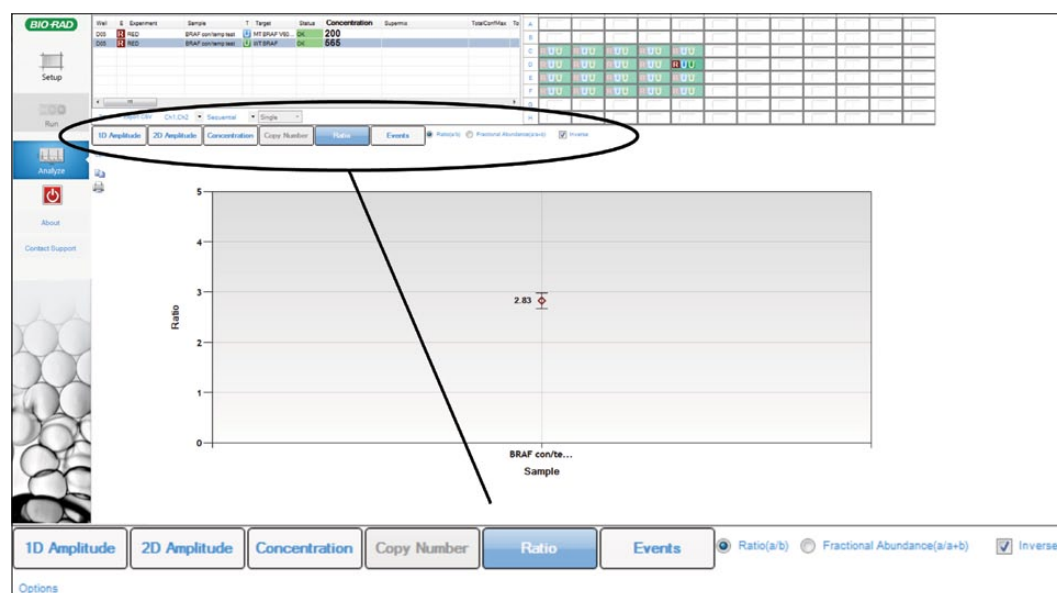 BIO-RAD
Setup
Run
Analyze
About
Contact Support
Well Experiment Sample T Target Status Concentration Supermix TotalConfMax To
D05 R RED BRAF con/temp test U MT BRAF V60... OK 200
D05 R RED BRAF con/temp test U WT BRAF OK 565
A
B
C
D
E
F
Ch1,Ch2 Sequential Single
1D Amplitude 2D Amplitude Concentration Copy Number Ratio Events Ratio(a/b) Fractional Abundance(a/a+b) Inverse
5
4
3
2
1
0
Ratio
2.83
BRAF con/te...
Sample
1D Amplitude 2D Amplitude Concentration Copy Number Ratio Events Ratio(a/b) Fractional Abundance(a/a+b) Inverse
Options